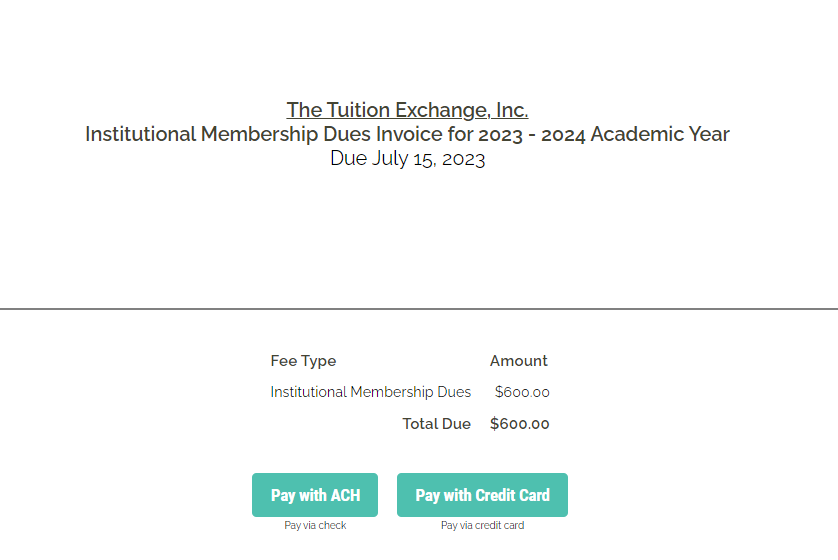 The Tuition Exchange, Inc.
Institutional Membership Dues Invoice for 2023 - 2024 Academic Year
Due July 15, 2023
Fee Type Amount
Institutional Membership Dues $600.00
Total Due $600.00
Pay with ACH Pay with Credit Card
Pay via check Pay via credit card